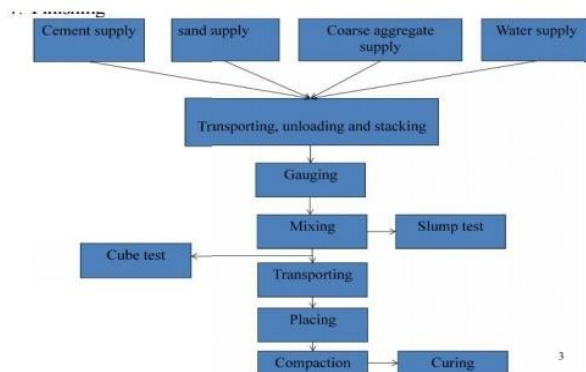 Cement supply
sand supply
Coarse aggregate
supply
Water supply
Transporting, unloading and stacking
Gauging
Mixing
Slump test
Cube test
Transporting
Placing
Compaction
Curing
3